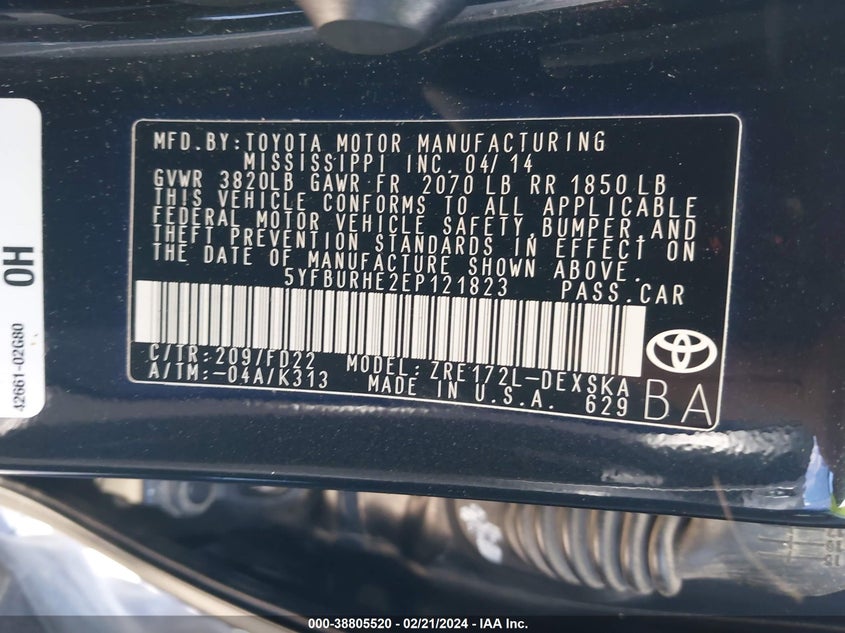 MFD.BY:TOYOTA MOTOR MANUFACTURING
MISSISSIPPI INC. 04/14
GVWR 3820LB GAWR FR 2070 LB RR 1850 LB
THIS VEHICLE CONFORMS TO ALL APPLICABLE
FEDERAL MOTOR VEHICLE SAFETY,BUMPER,AND
THEFT PREVENTION STANDARDS IN EFFECT ON
THE DATE OF MANUFACTURE SHOWN ABOVE.
5YFBURHE2EP121823 PASS.CAR
C/TR:209/FD22 MODEL:ZRE172L-DEXSKA
A/TM:-04A/K313 MADE IN U.S.A. 629
BA
42661-02G80 0H
000-38805520 - 02/21/2024 - IAA Inc.